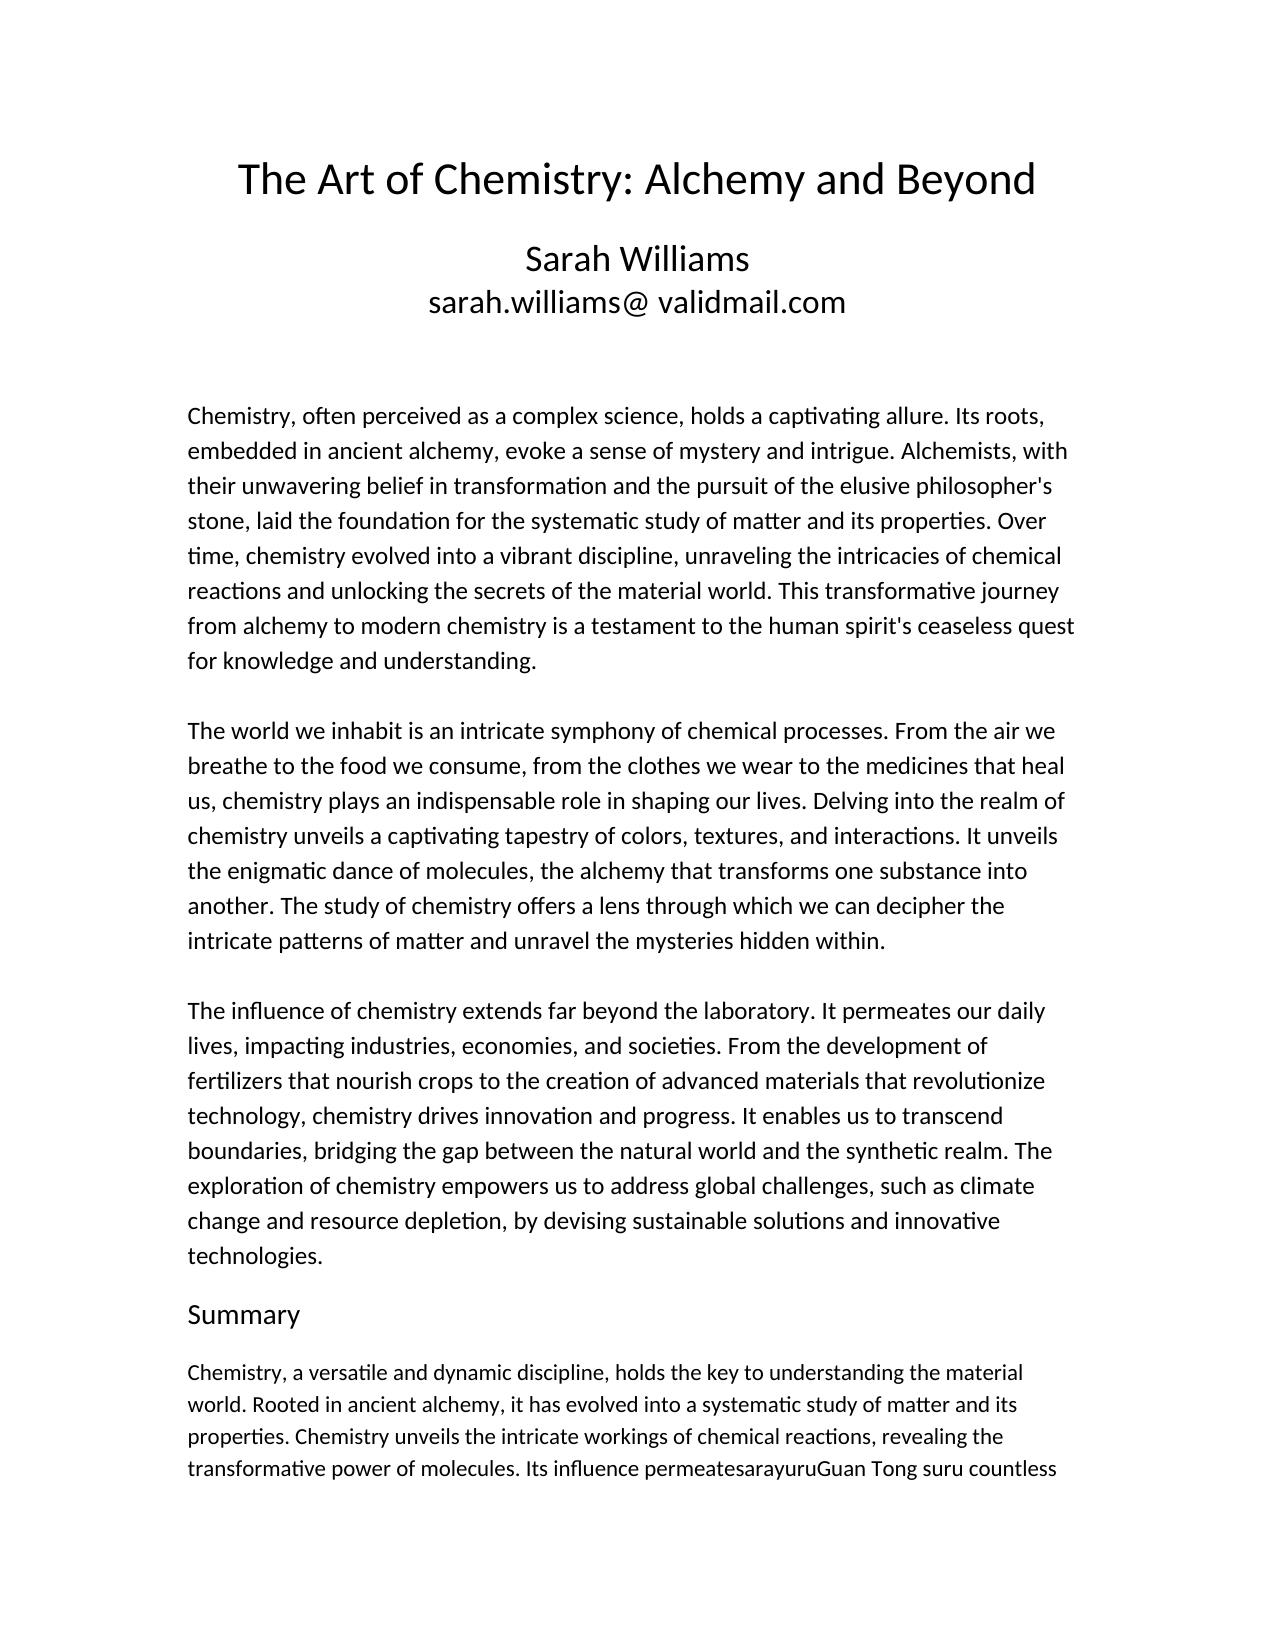 The Art of Chemistry: Alchemy and Beyond
Sarah Williams
sarah.williams@ validmail.com
Chemistry, often perceived as a complex science, holds a captivating allure. Its roots,
embedded in ancient alchemy, evoke a sense of mystery and intrigue. Alchemists, with
their unwavering belief in transformation and the pursuit of the elusive philosopher's
stone, laid the foundation for the systematic study of matter and its properties. Over
time, chemistry evolved into a vibrant discipline, unraveling the intricacies of chemical
reactions and unlocking the secrets of the material world. This transformative journey
from alchemy to modern chemistry is a testament to the human spirit's ceaseless quest
for knowledge and understanding.
The world we inhabit is an intricate symphony of chemical processes. From the air we
breathe to the food we consume, from the clothes we wear to the medicines that heal
us, chemistry plays an indispensable role in shaping our lives. Delving into the realm of
chemistry unveils a captivating tapestry of colors, textures, and interactions. It unveils
the enigmatic dance of molecules, the alchemy that transforms one substance into
another. The study of chemistry offers a lens through which we can decipher the
intricate patterns of matter and unravel the mysteries hidden within.
The influence of chemistry extends far beyond the laboratory. It permeates our daily
lives, impacting industries, economies, and societies. From the development of
fertilizers that nourish crops to the creation of advanced materials that revolutionize
technology, chemistry drives innovation and progress. It enables us to transcend
boundaries, bridging the gap between the natural world and the synthetic realm. The
exploration of chemistry empowers us to address global challenges, such as climate
change and resource depletion, by devising sustainable solutions and innovative
technologies.
Summary
Chemistry, a versatile and dynamic discipline, holds the key to understanding the material
world. Rooted in ancient alchemy, it has evolved into a systematic study of matter and its
properties. Chemistry unveils the intricate workings of chemical reactions, revealing the
transformative power of molecules. Its influence permeatesarayuruGuan Tong suru countless